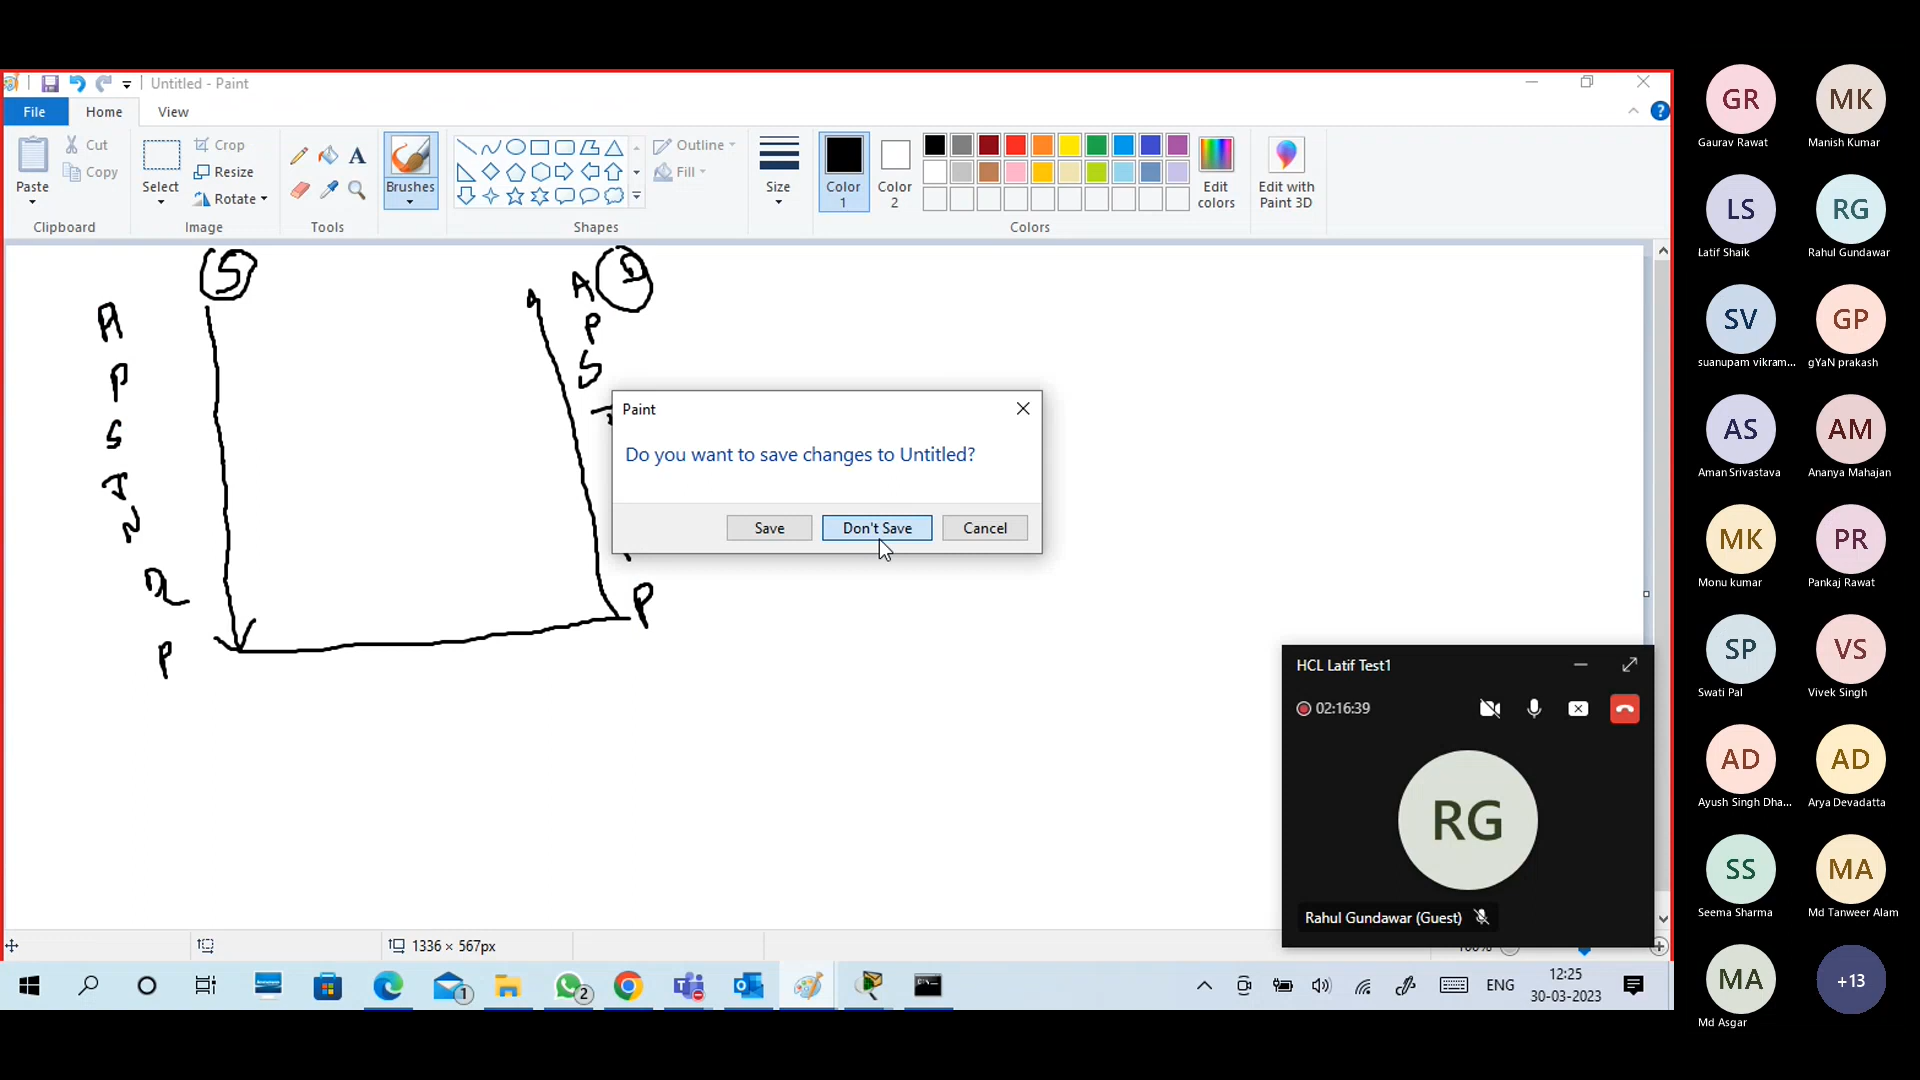 Untitled - Paint
File Home View
Paste
Cut
Copy
Clipboard
Select
Crop
Resize
Rotate
Image
A
Tools
Brushes
Shapes
Outline
Fill
Size
Color 1
Color 2
Edit colors
Colors
Edit with Paint 3D
?
S
A
P
S
T
N
D
P
A
D
P
S
P
Paint
Do you want to save changes to Untitled?
Save Don't Save Cancel
HCL Latif Test1
02:16:39
RG
Rahul Gundawar (Guest)
1336 × 567px
100%
1
2
ENG
12:25
30-03-2023
GR MK
Gaurav Rawat Manish Kumar
LS RG
Latif Shaik Rahul Gundawar
SV GP
suanupam vikram... gYaN prakash
AS AM
Aman Srivastava Ananya Mahajan
MK PR
Monu kumar Pankaj Rawat
SP VS
Swati Pal Vivek Singh
AD AD
Ayush Singh Dha... Arya Devadatta
SS MA
Seema Sharma Md Tanweer Alam
MA +13
Md Asgar